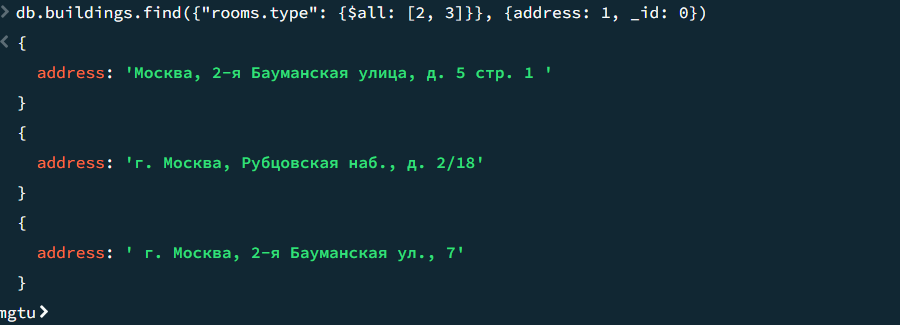 > db.buildings.find({"rooms.type": {$all: [2, 3]}}, {address: 1, _id: 0})
< {
address: 'Москва, 2-я Бауманская улица, д. 5 стр. 1 '
}
{
address: 'г. Москва, Рубцовская наб., д. 2/18'
}
{
address: ' г. Москва, 2-я Бауманская ул., 7'
}
mgtu>